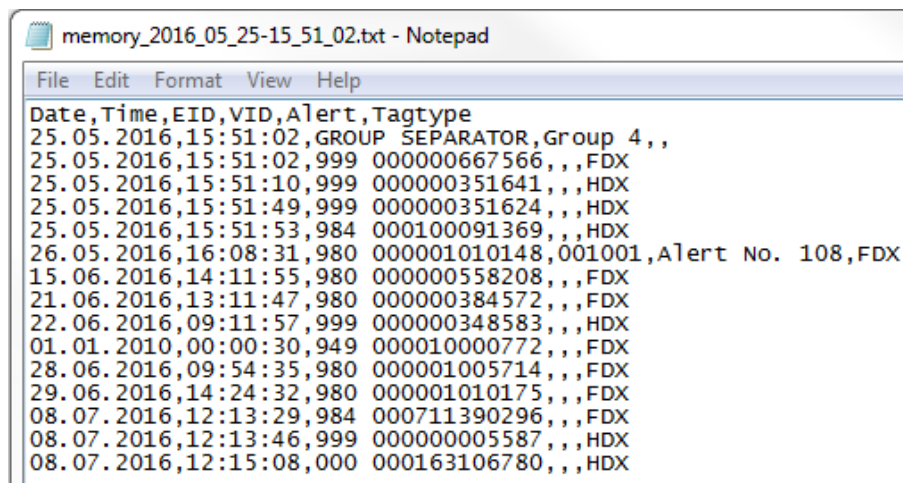 memory_2016_05_25-15_51_02.txt - Notepad
File Edit Format View Help
Date,Time,EID,VID,Alert,Tagtype
25.05.2016,15:51:02,GROUP SEPARATOR,Group 4,,
25.05.2016,15:51:02,999 000000667566,,,FDX
25.05.2016,15:51:10,999 000000351641,,,HDX
25.05.2016,15:51:49,999 000000351624,,,HDX
25.05.2016,15:51:53,984 000100091369,,,HDX
26.05.2016,16:08:31,980 000001010148,001001,Alert No. 108,FDX
15.06.2016,14:11:55,980 000000558208,,,FDX
21.06.2016,13:11:47,980 000000384572,,,FDX
22.06.2016,09:11:57,999 000000348583,,,HDX
01.01.2010,00:00:30,949 000010000772,,,FDX
28.06.2016,09:54:35,980 000001005714,,,FDX
29.06.2016,14:24:32,980 000001010175,,,FDX
08.07.2016,12:13:29,984 000711390296,,,FDX
08.07.2016,12:13:46,999 000000005587,,,HDX
08.07.2016,12:15:08,000 000163106780,,,HDX